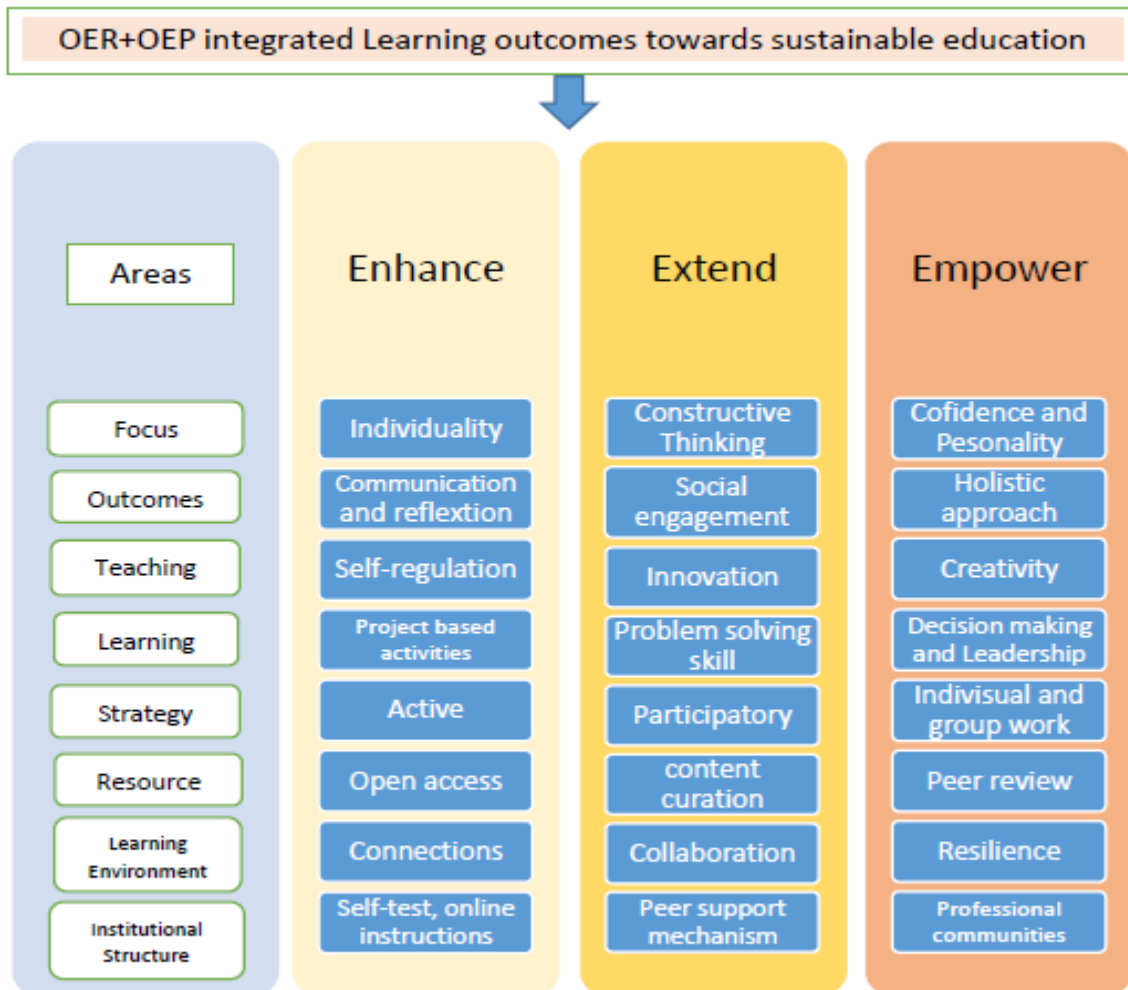 OER+OEP integrated Learning outcomes towards sustainable education
Areas
Enhance
Extend
Empower
Focus
Individuality
Constructive
Thinking
Cofidence and
Pesonality
Outcomes
Communication
and reflextion
Social
engagement
Holistic
approach
Teaching
Self-regulation
Innovation
Creativity
Learning
Project based
activities
Problem solving
skill
Decision making
and Leadership
Strategy
Active
Participatory
Indivisual and
group work
Resource
Open access
content
curation
Peer review
Learning
Environment
Connections
Collaboration
Resilience
Institutional
Structure
Self-test, online
instructions
Peer support
mechanism
Professional
communities